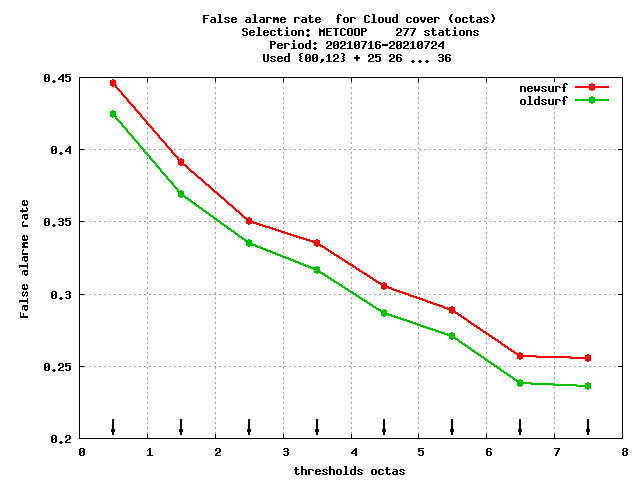 False alarme rate  for Cloud cover (octas)
Selection: METCOOP    277 stations
Period: 20210716-20210724
Used {00,12} + 25 26 ... 36
newsurf
oldsurf
0.45
0.4
0.35
0.3
0.25
0.2
False alarme rate
0 1 2 3 4 5 6 7 8
thresholds octas